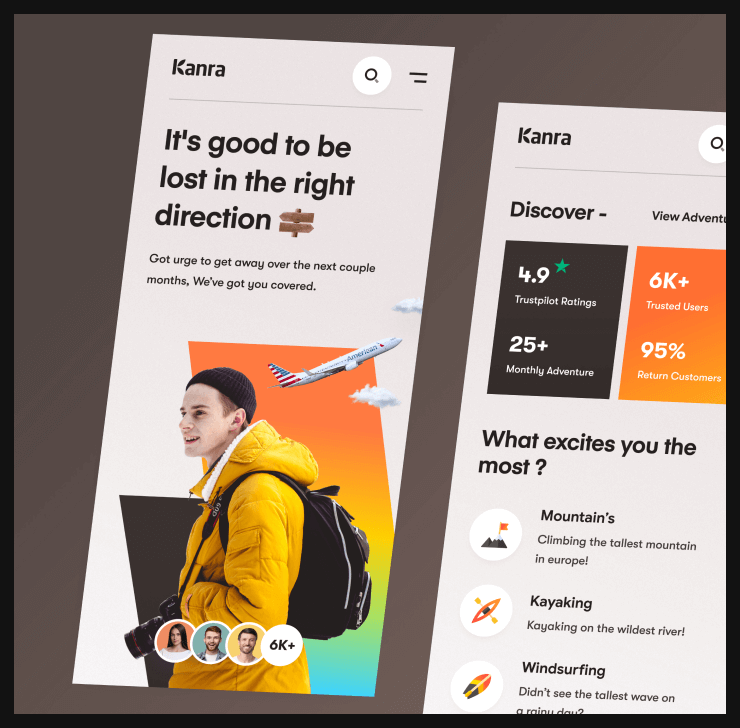 Kanra
It's good to be
lost in the right
direction
Got urge to get away over the next couple
months, We've got you covered.
American
6K+
Kanra
Discover -
View Adventu
4.9
Trustpilot Ratings
25+
Monthly Adventure
6K+
Trusted Users
95%
Return Customers
What excites you the
most ?
Mountain's
Climbing the tallest mountain
in europe!
Kayaking
Kayaking on the wildest river!
Windsurfing
Didn't see the tallest wave on
a rainy day?